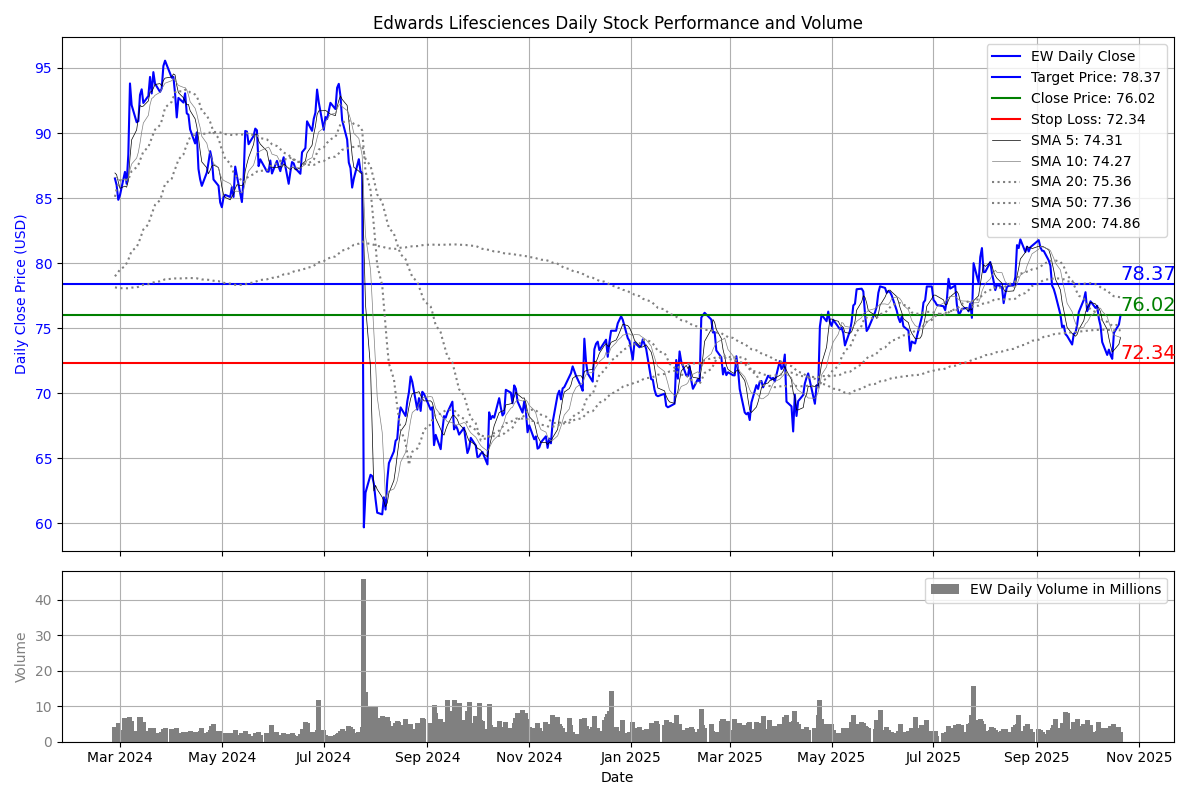 Edwards Lifesciences Daily Stock Performance and Volume
Daily Close Price (USD)
95
90
85
80
75
70
65
60
EW Daily Close
Target Price: 78.37
Close Price: 76.02
Stop Loss: 72.34
SMA 5: 74.31
SMA 10: 74.27
SMA 20: 75.36
SMA 50: 77.36
SMA 200: 74.86
78.37
76.02
72.34
Volume
40
30
20
10
0
EW Daily Volume in Millions
Mar 2024 May 2024 Jul 2024 Sep 2024 Nov 2024 Jan 2025 Mar 2025 May 2025 Jul 2025 Sep 2025 Nov 2025
Date